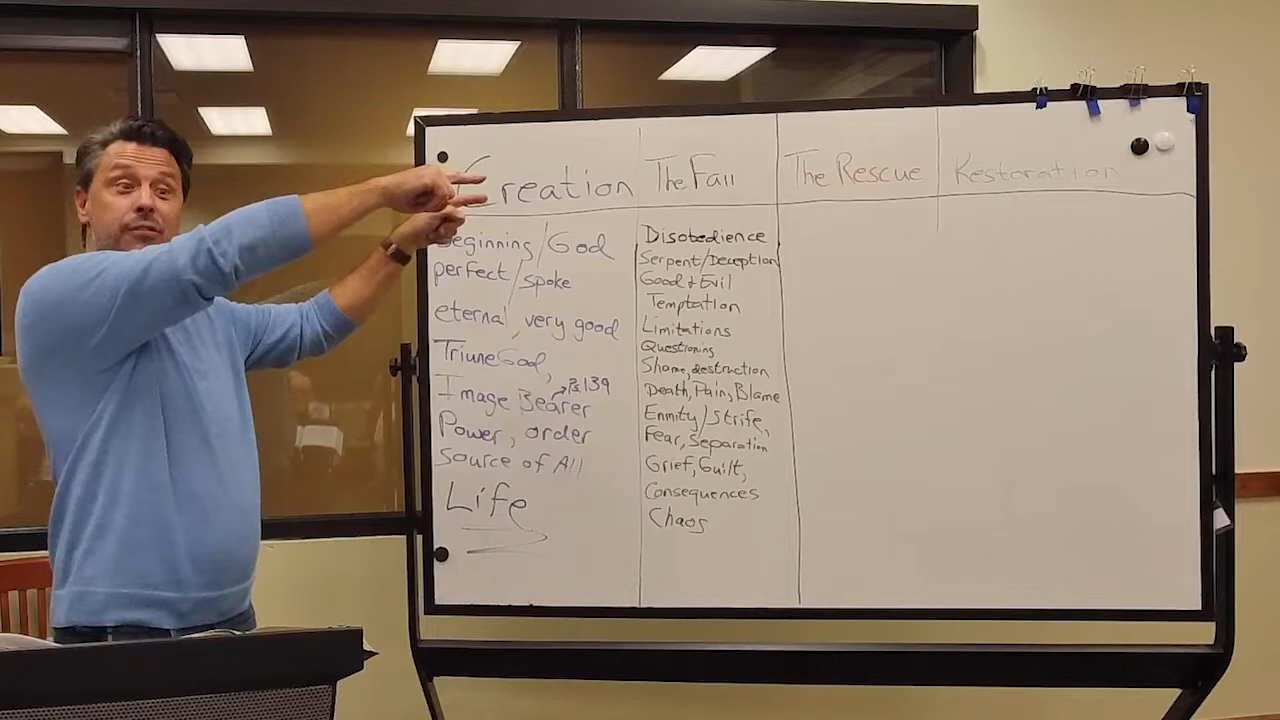 Creation
The Fall
The Rescue
Restoration
Beginning/God
perfect/spoke
eternal, very good
Triune God,
Image Bearer → Ps 139
Power, order
Source of All
Life
Disobedience
Serpent/Deception
Good & Evil
Temptation
Limitations
Questioning
Shame, destruction
Death, Pain, Blame
Enmity/Strife,
Fear, Separation
Grief, Guilt,
Consequences
Chaos